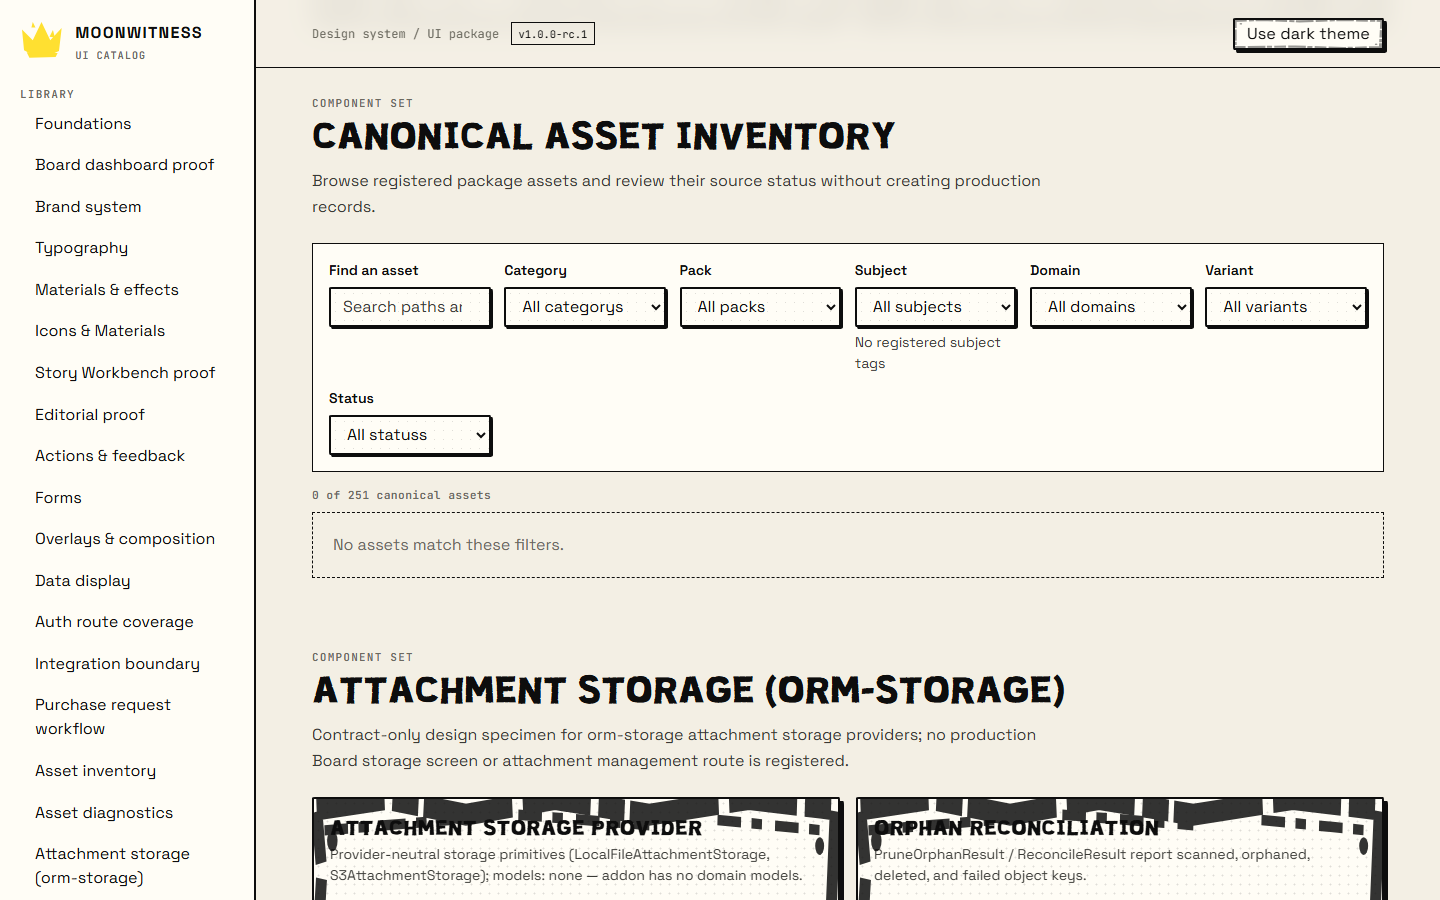 MOONWITNESS
UI CATALOG
LIBRARY
Foundations
Board dashboard proof
Brand system
Typography
Materials & effects
Icons & Materials
Story Workbench proof
Editorial proof
Actions & feedback
Forms
Overlays & composition
Data display
Auth route coverage
Integration boundary
Purchase request
workflow
Asset inventory
Asset diagnostics
Attachment storage
(orm-storage)
Design system / UI package v1.0.0-rc.1
Use dark theme
COMPONENT SET
CANONICAL ASSET INVENTORY
Browse registered package assets and review their source status without creating production
records.
Find an asset Category Pack Subject Domain Variant
Search paths ar All categorys All packs All subjects All domains All variants
No registered subject
tags
Status
All statuss
0 of 251 canonical assets
No assets match these filters.
COMPONENT SET
ATTACHMENT STORAGE (ORM-STORAGE)
Contract-only design specimen for orm-storage attachment storage providers; no production
Board storage screen or attachment management route is registered.
ATTACHMENT STORAGE PROVIDER
Provider-neutral storage primitives (LocalFileAttachmentStorage,
S3AttachmentStorage); models: none — addon has no domain models.
ORPHAN RECONCILIATION
PruneOrphanResult / ReconcileResult report scanned, orphaned,
deleted, and failed object keys.